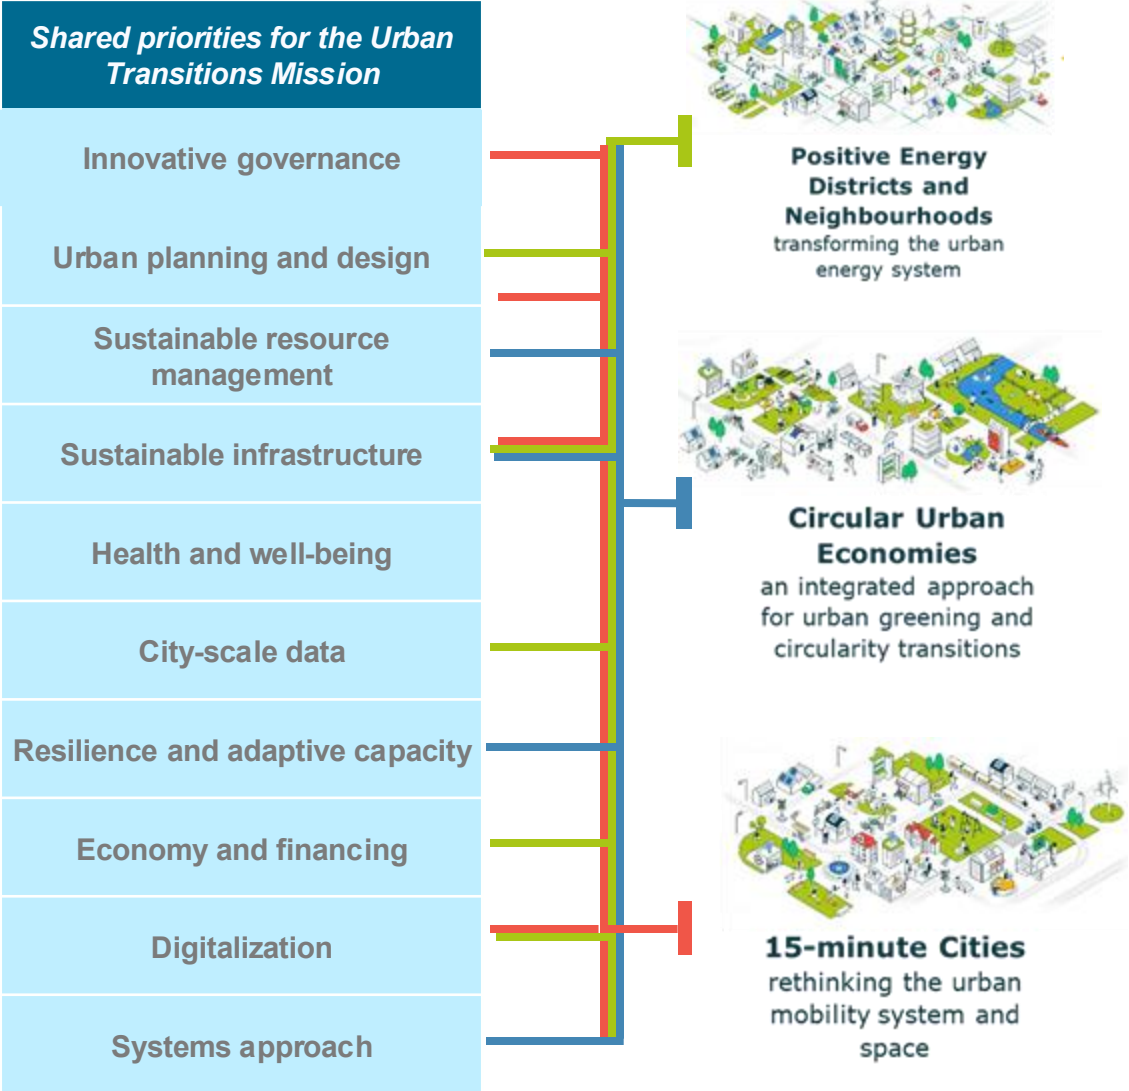 Shared priorities for the Urban
Transitions Mission
Innovative governance
Urban planning and design
Sustainable resource
management
Sustainable infrastructure
Health and well-being
City-scale data
Resilience and adaptive capacity
Economy and financing
Digitalization
Systems approach
Positive Energy
Districts and
Neighbourhoods
transforming the urban
energy system
Circular Urban
Economies
an integrated approach
for urban greening and
circularity transitions
15-minute Cities
rethinking the urban
mobility system and
space